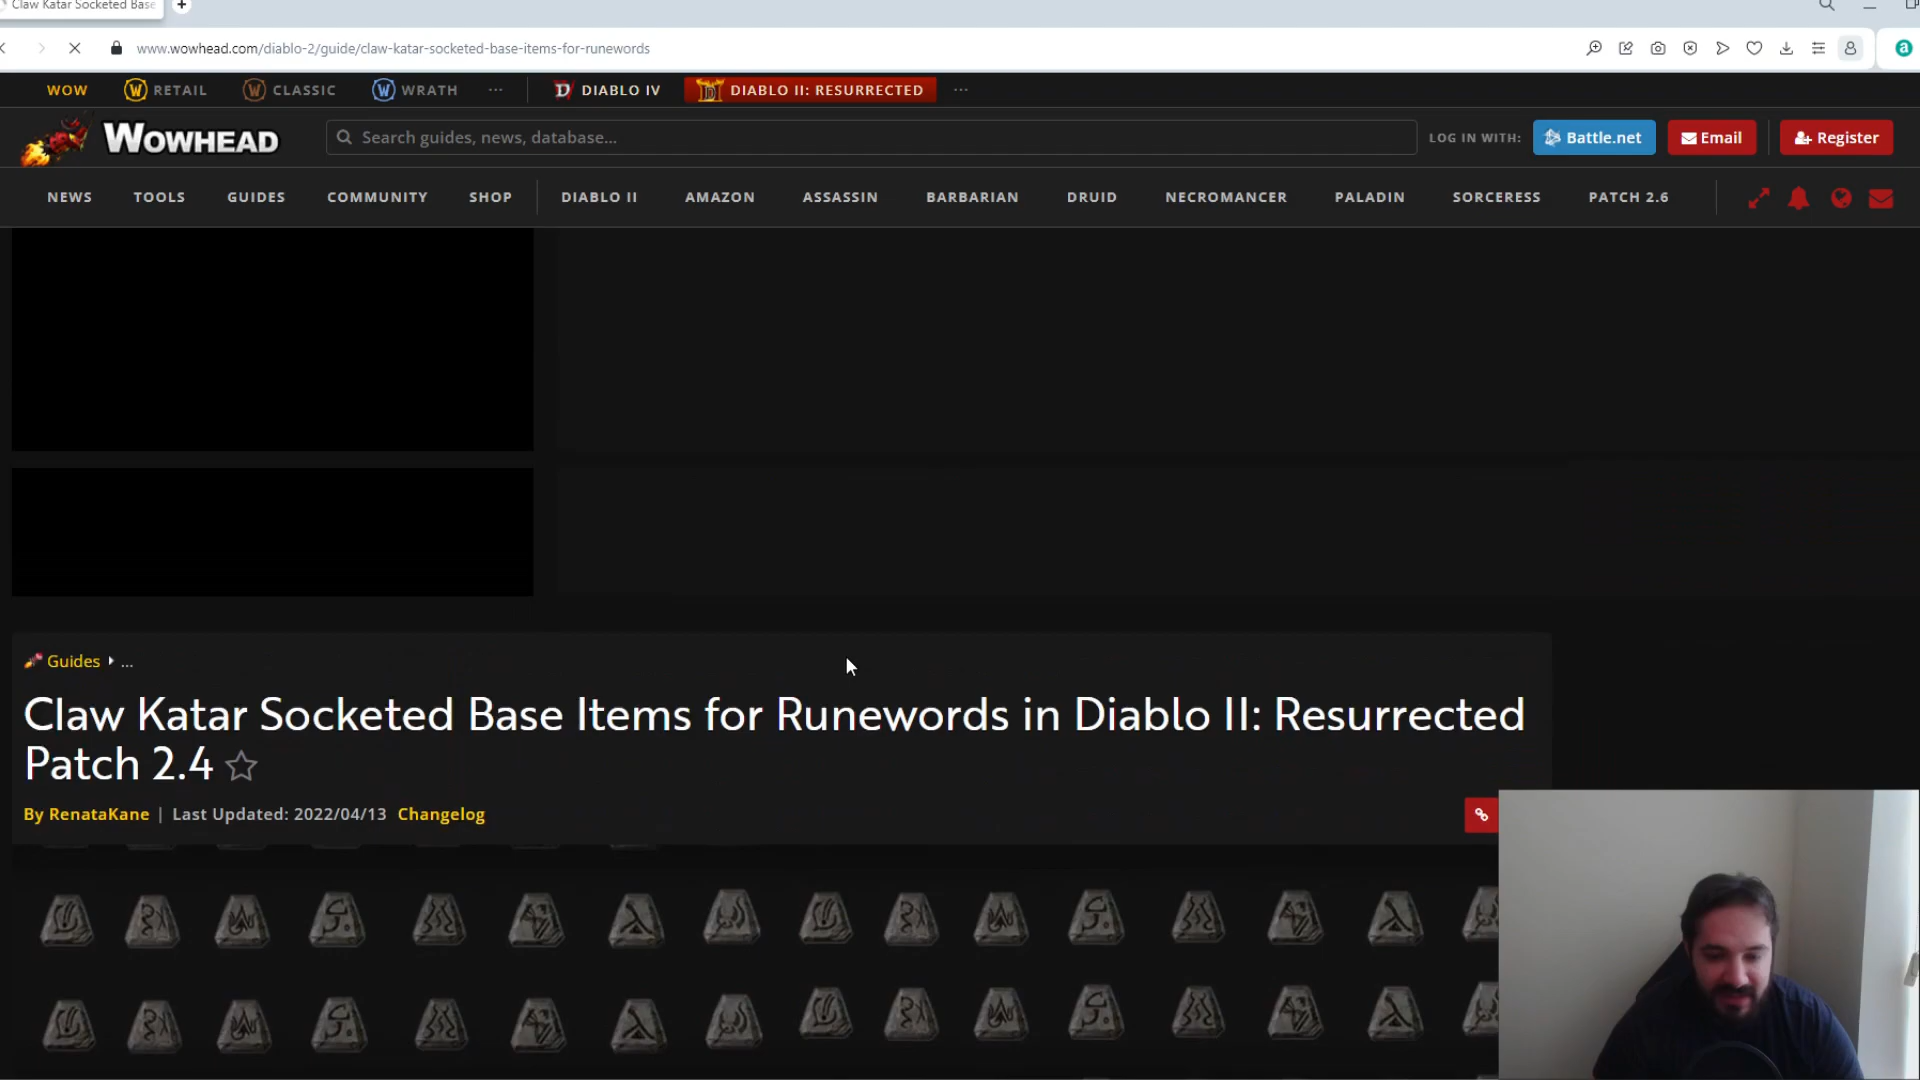 Claw Katar Socketed Base
www.wowhead.com/diablo-2/guide/claw-katar-socketed-base-items-for-runewords
WOW RETAIL CLASSIC WRATH ... DIABLO IV DIABLO II: RESURRECTED ...
WOWHEAD Search guides, news, database... LOG IN WITH: Battle.net Email Register
NEWS TOOLS GUIDES COMMUNITY SHOP DIABLO II AMAZON ASSASSIN BARBARIAN DRUID NECROMANCER PALADIN SORCERESS PATCH 2.6
Guides ...
Claw Katar Socketed Base Items for Runewords in Diablo II: Resurrected
Patch 2.4
By RenataKane | Last Updated: 2022/04/13 Changelog